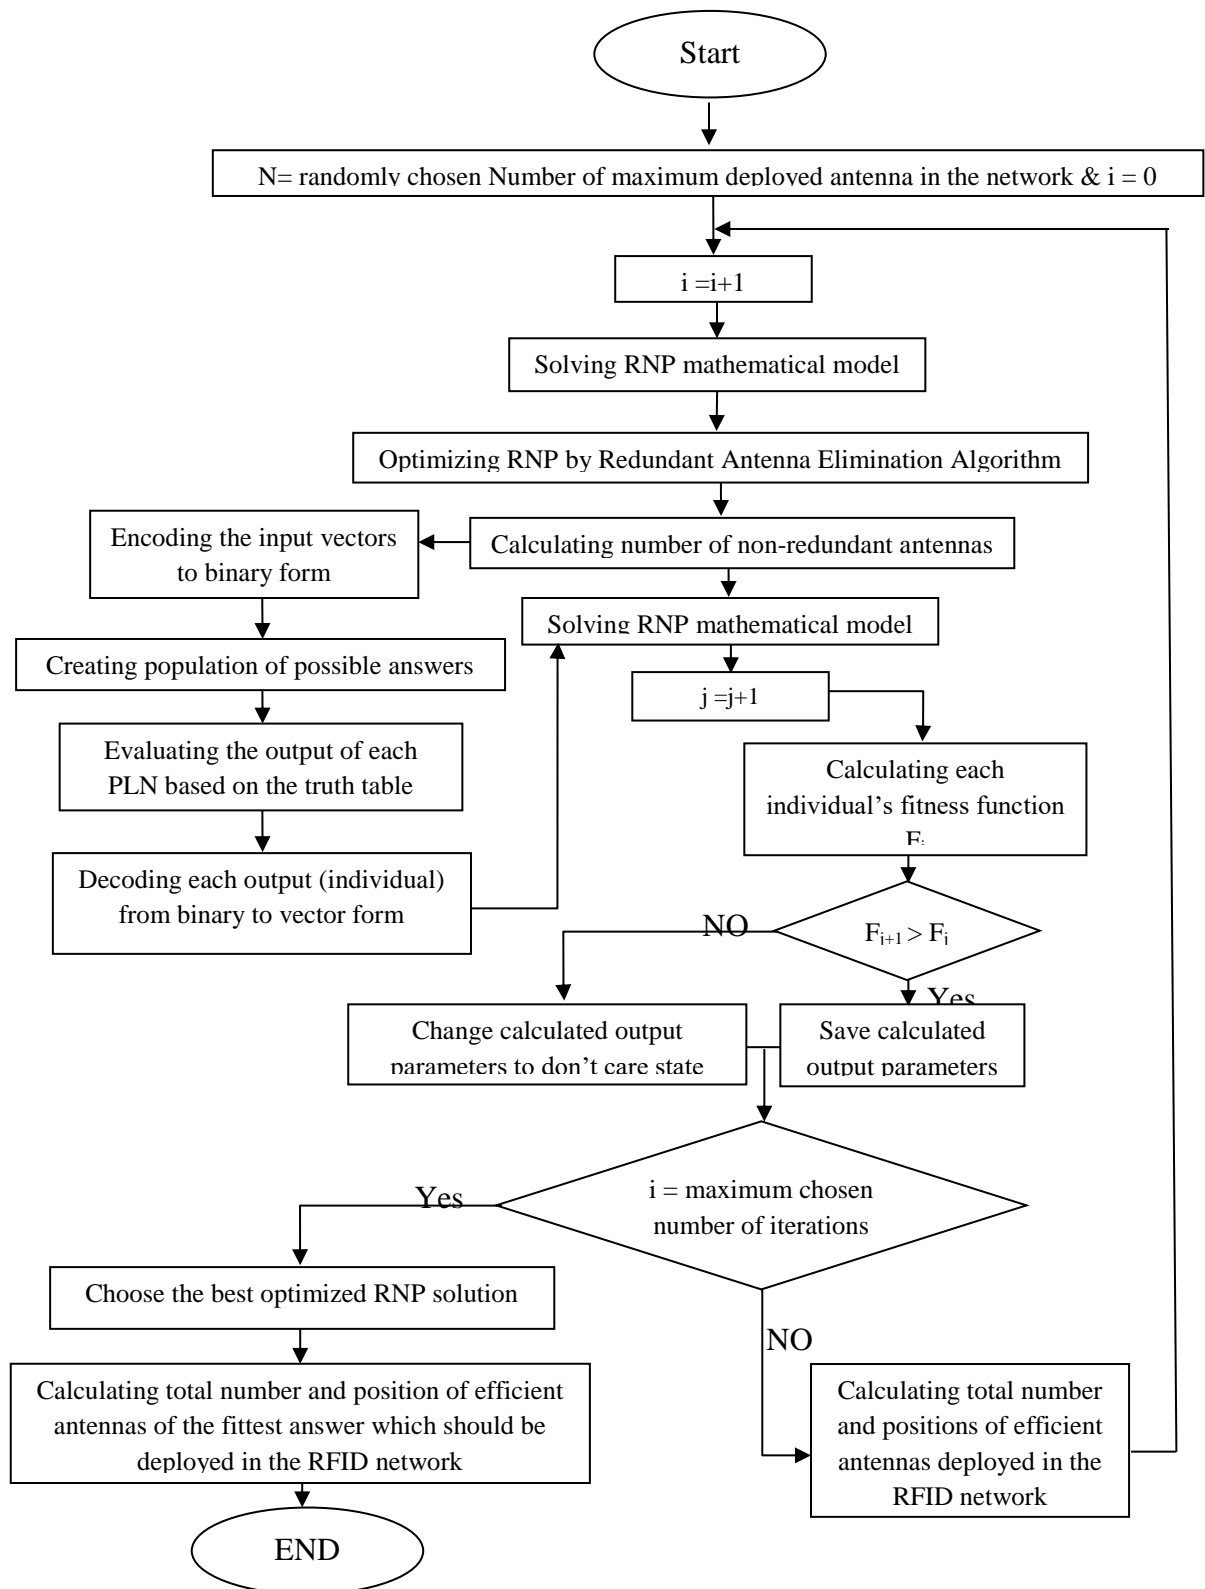 Start
N= randomly chosen Number of maximum deployed antenna in the network & i = 0
i =i+1
Solving RNP mathematical model
Optimizing RNP by Redundant Antenna Elimination Algorithm
Calculating number of non-redundant antennas
Encoding the input vectors
to binary form
Creating population of possible answers
Evaluating the output of each
PLN based on the truth table
Decoding each output (individual)
from binary to vector form
Solving RNP mathematical model
j =j+1
Calculating each
individual’s fitness function
Fj
Fj+1 > Fj
NO
Yes
Change calculated output
parameters to don’t care state
Save calculated
output parameters
i = maximum chosen
number of iterations
Yes
NO
Choose the best optimized RNP solution
Calculating total number and position of efficient
antennas of the fittest answer which should be
deployed in the RFID network
Calculating total number
and positions of efficient
antennas deployed in the
RFID network
END